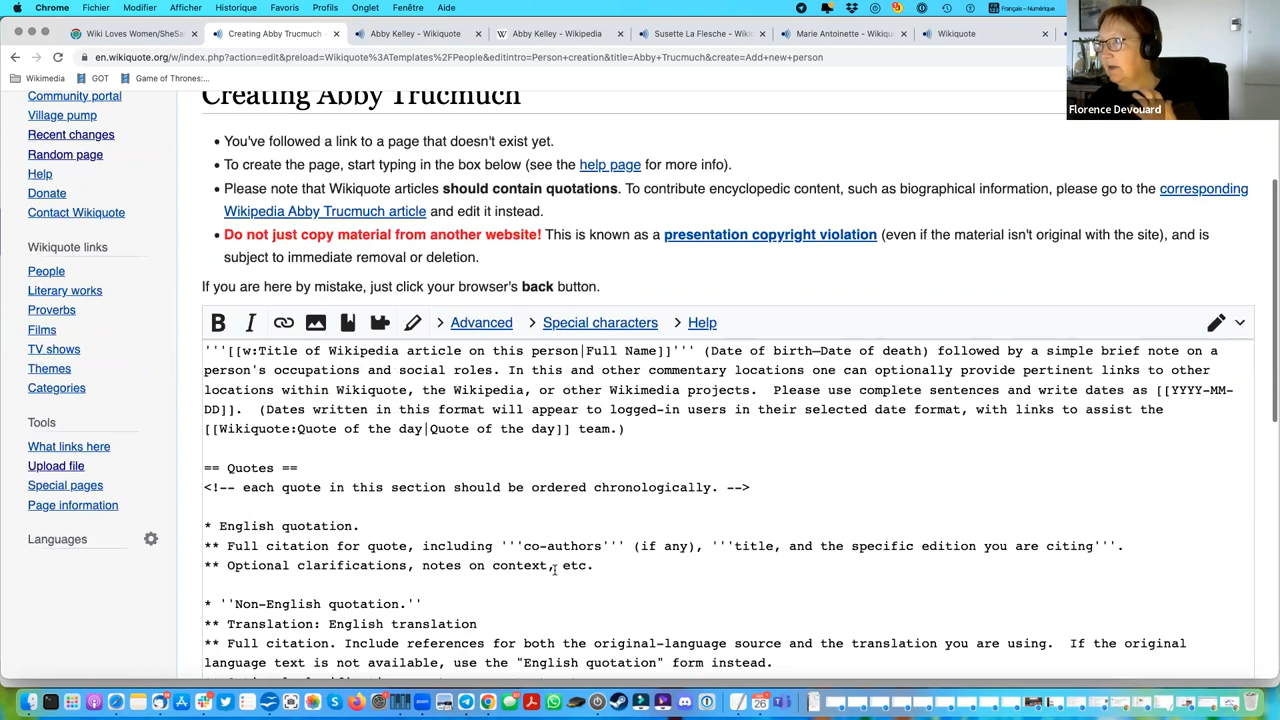 Chrome Fichier Modifier Afficher Historique Favoris Profils Onglet Fenêtre Aide
Français – Numérique
Wiki Loves Women/SheSa
Creating Abby Trucmuch
Abby Kelley - Wikiquote
Abby Kelley - Wikipedia
Susette La Flesche - Wikiq
Marie Antoinette - Wikiqu
Wikiquote
en.wikiquote.org/w/index.php?action=edit&preload=Wikiquote%3ATemplates%2FPeople&editintro=Person+creation&title=Abby+Trucmuch&create=Add+new+person
Wikimedia GOT Game of Thrones:...
Florence Devouard
Community portal
Village pump
Recent changes
Random page
Help
Donate
Contact Wikiquote
Wikiquote links
People
Literary works
Proverbs
Films
TV shows
Themes
Categories
Tools
What links here
Upload file
Special pages
Page information
Languages
Creating Abby Trucmuch
• You've followed a link to a page that doesn't exist yet.
• To create the page, start typing in the box below (see the help page for more info).
• Please note that Wikiquote articles should contain quotations. To contribute encyclopedic content, such as biographical information, please go to the corresponding
Wikipedia Abby Trucmuch article and edit it instead.
• Do not just copy material from another website! This is known as a presentation copyright violation (even if the material isn't original with the site), and is
subject to immediate removal or deletion.
If you are here by mistake, just click your browser's back button.
B I Advanced Special characters Help
'''[[w:Title of Wikipedia article on this person|Full Name]]''' (Date of birth–Date of death) followed by a simple brief note on a
person's occupations and social roles. In this and other commentary locations one can optionally provide pertinent links to other
locations within Wikiquote, the Wikipedia, or other Wikimedia projects.  Please use complete sentences and write dates as [[YYYY-MM-
DD]].  (Dates written in this format will appear to logged-in users in their selected date format, with links to assist the
[[Wikiquote:Quote of the day|Quote of the day]] team.)
== Quotes ==
<!-- each quote in this section should be ordered chronologically. -->
* English quotation.
** Full citation for quote, including '''co-authors''' (if any), '''title, and the specific edition you are citing'''.
** Optional clarifications, notes on context, etc.
* ''Non-English quotation.''
** Translation: English translation
** Full citation. Include references for both the original-language source and the translation you are using.  If the original
language text is not available, use the "English quotation" form instead.
26